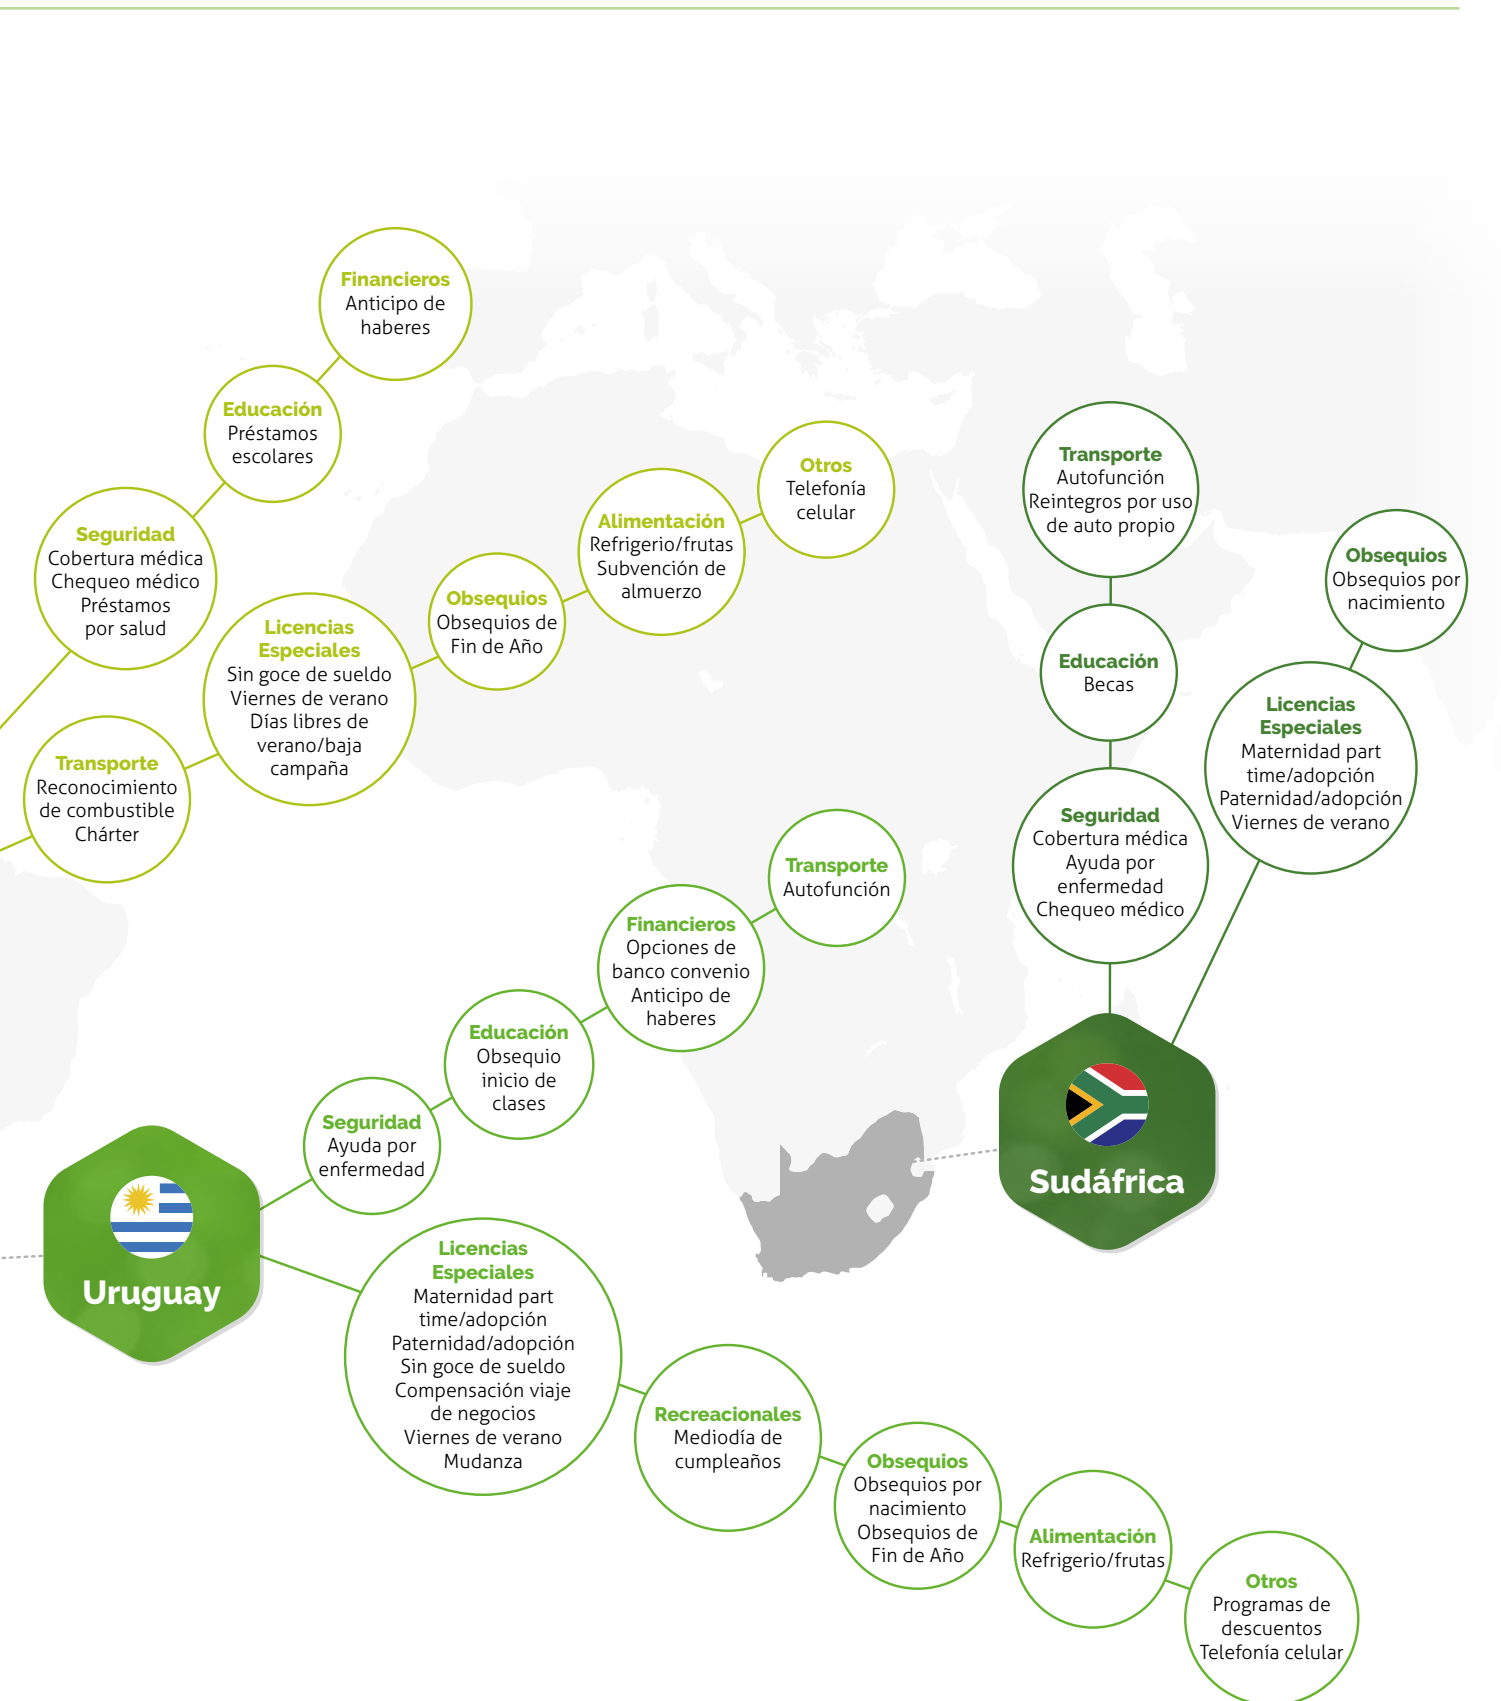 Financieros
Anticipo de
haberes
Educación
Préstamos
escolares
Seguridad
Cobertura médica
Chequeo médico
Préstamos
por salud
Otros
Telefonía
celular
Alimentación
Refrigerio/frutas
Subvención de
almuerzo
Obsequios
Obsequios de
Fin de Año
Licencias
Especiales
Sin goce de sueldo
Viernes de verano
Días libres de
verano/baja
campaña
Transporte
Reconocimiento
de combustible
Chárter
Transporte
Autofunción
Reintegros por uso
de auto propio
Educación
Becas
Seguridad
Cobertura médica
Ayuda por
enfermedad
Chequeo médico
Obsequios
Obsequios por
nacimiento
Licencias
Especiales
Maternidad part
time/adopción
Paternidad/adopción
Viernes de verano
Sudáfrica
Transporte
Autofunción
Financieros
Opciones de
banco convenio
Anticipo de
haberes
Educación
Obsequio
inicio de
clases
Seguridad
Ayuda por
enfermedad
Uruguay
Licencias
Especiales
Maternidad part
time/adopción
Paternidad/adopción
Sin goce de sueldo
Compensación viaje
de negocios
Viernes de verano
Mudanza
Recreacionales
Mediodía de
cumpleaños
Obsequios
Obsequios por
nacimiento
Obsequios de
Fin de Año
Alimentación
Refrigerio/frutas
Otros
Programas de
descuentos
Telefonía celular